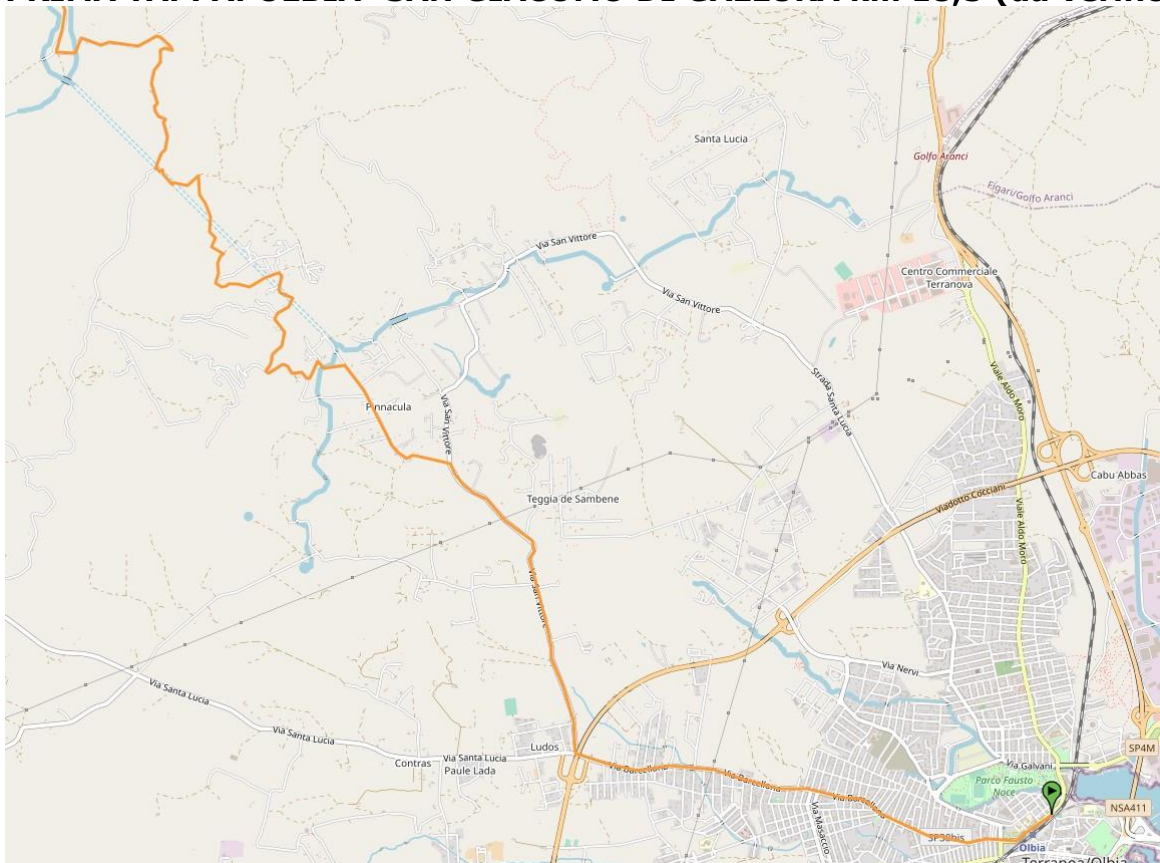 Santa Lucia
Golfo Aranci
Figari/Golfo Aranci
Via San Vittore
Centro Commerciale
Terranova
Via San Vittore
Viale Aldo Moro
Strada Santa Lucia
Pinnacula
Via San Vittore
Cabu Abbas
Viadotto Cocciani
Teggia de Sambene
Viale Aldo Moro
Via San Vittore
Via Nervi
Via Santa Lucia
Via Santa Lucia
Ludos
SP4M
Contras
Via Santa Lucia
Paule Lada
Via Barcellona
Via Barcellona
Via Galvani
Parco Fausto
Noce
Via Barcellona
Via Masaccio
NSA411
SP38bis
Olbia
Terranoa/Olbia